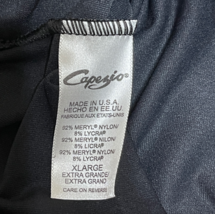 Capezio®
MADE IN U.S.A.
HECHO EN EE.UU.
FABRIQUE AUX ETATS-UNIS
92% MERYL® NYLON/
8% LYCRA®
92% MERYL® NILON/
8% LICRA®
92% MERYL® NYLON/
8% LYCRA®
XLARGE
EXTRA GRANDE
EXTRA GRAND
CARE ON REVERSE